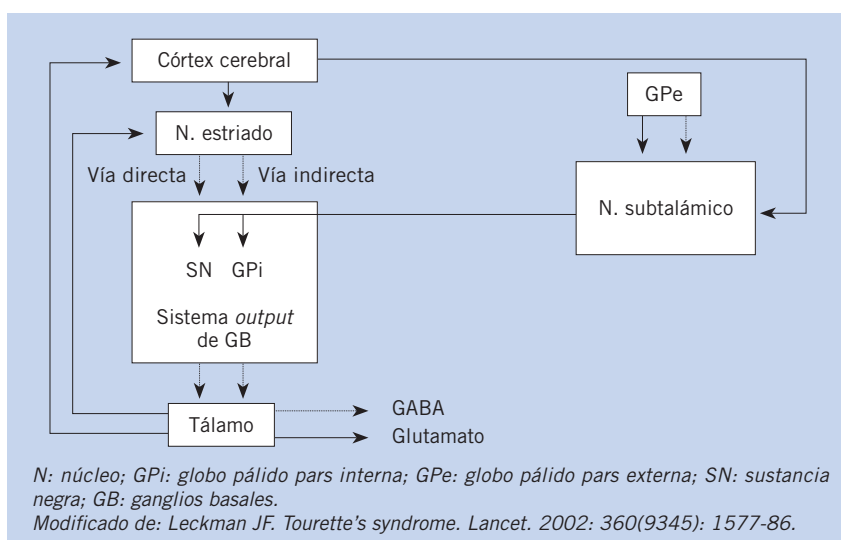 Córtex cerebral
GPe
N. estriado
Vía directa
Vía indirecta
N. subtalámico
SN GPi
Sistema output
de GB
Tálamo
GABA
Glutamato
N: núcleo; GPi: globo pálido pars interna; GPe: globo pálido pars externa; SN: sustancia
negra; GB: ganglios basales.
Modificado de: Leckman JF. Tourette's syndrome. Lancet. 2002: 360(9345): 1577-86.